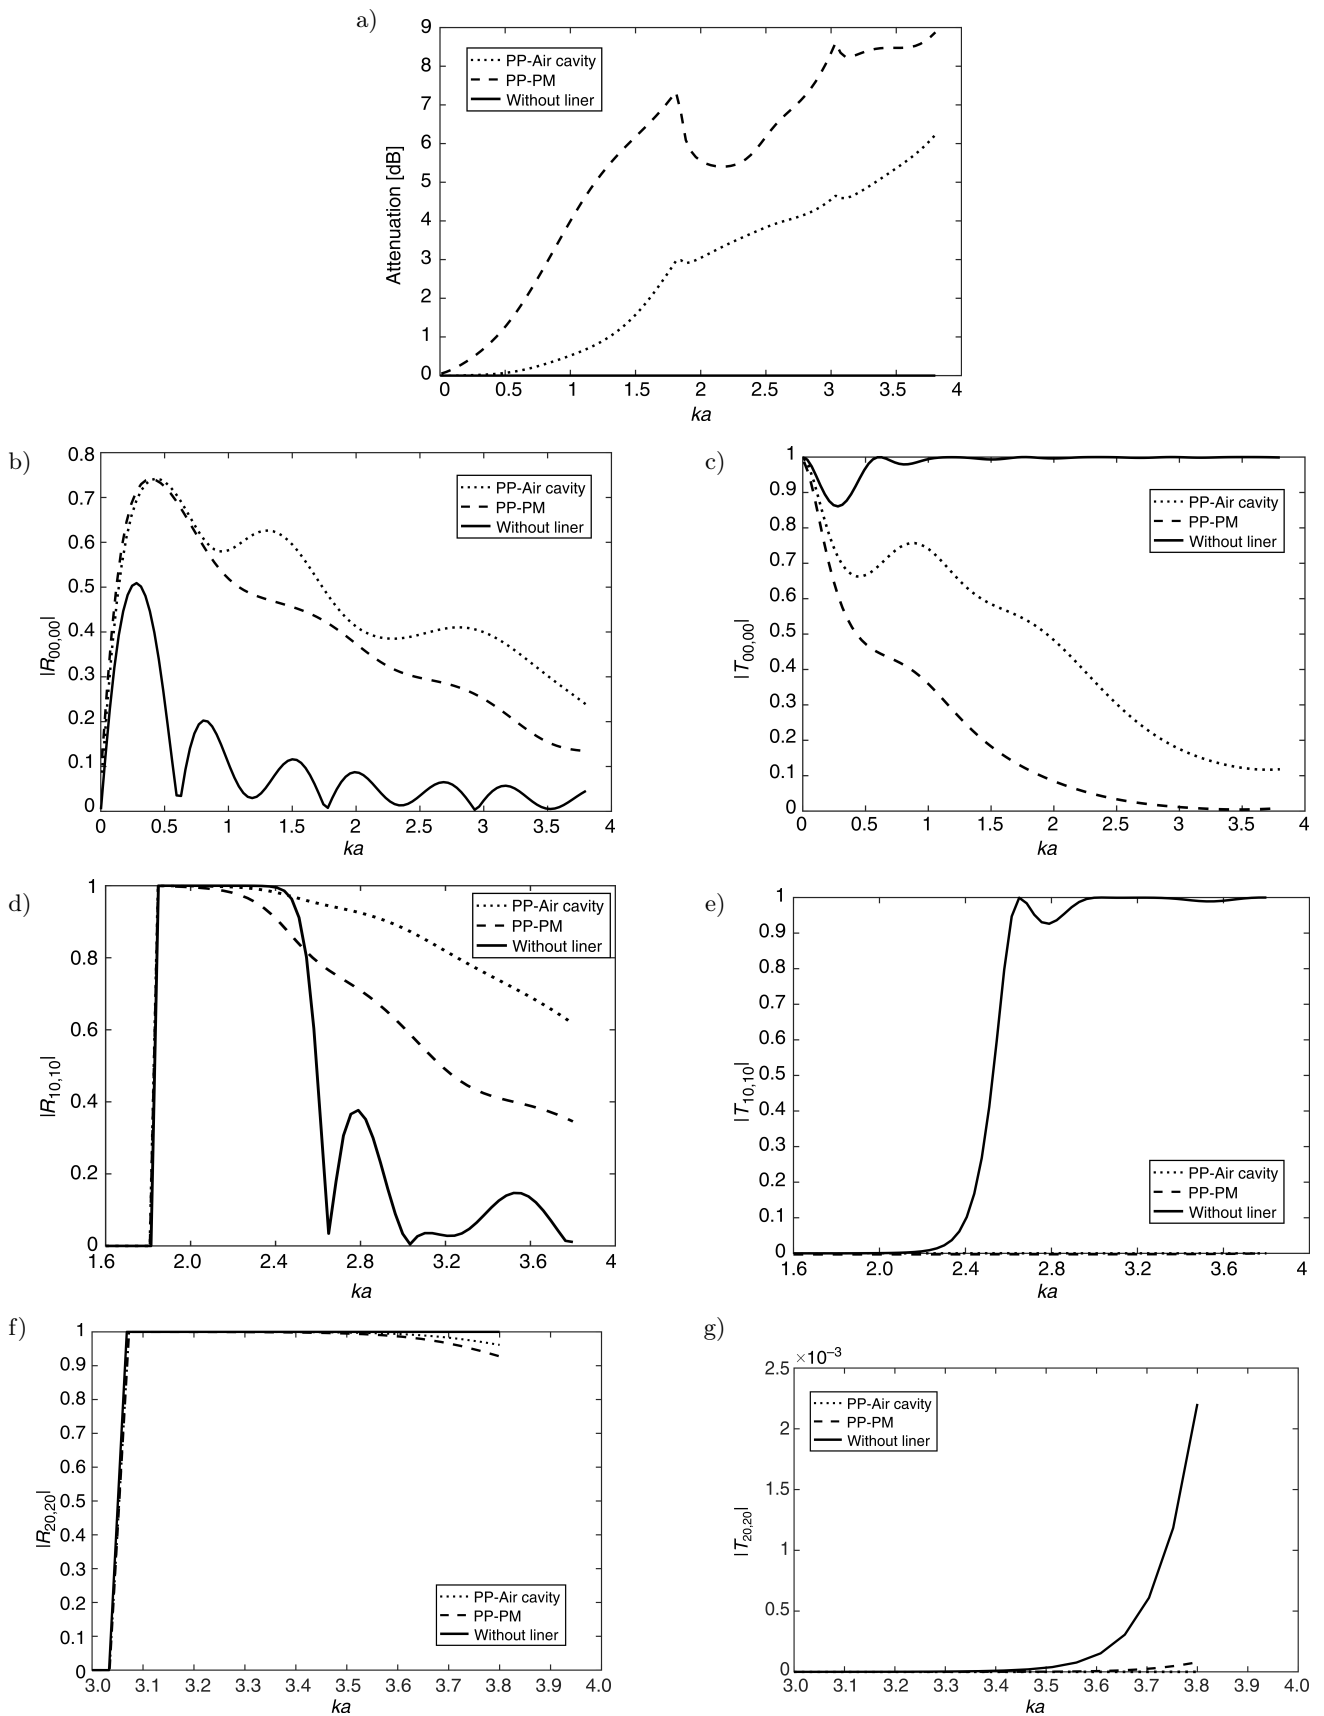 a)
9
8
7
6
5
4
3
2
1
0
Attenuation [dB]
PP-Air cavity
PP-PM
Without liner
0 0.5 1 1.5 2 2.5 3 3.5 4
ka
b)
0.8
0.7
0.6
0.5
0.4
0.3
0.2
0.1
0
|R00,00|
PP-Air cavity
PP-PM
Without liner
0 0.5 1 1.5 2 2.5 3 3.5 4
ka
c)
1
0.9
0.8
0.7
0.6
0.5
0.4
0.3
0.2
0.1
0
|T00,00|
PP-Air cavity
PP-PM
Without liner
0 0.5 1 1.5 2 2.5 3 3.5 4
ka
d)
1
0.8
0.6
0.4
0.2
0
|R10,10|
PP-Air cavity
PP-PM
Without liner
1.6 2.0 2.4 2.8 3.2 3.6 4
ka
e)
1
0.9
0.8
0.7
0.6
0.5
0.4
0.3
0.2
0.1
0
|T10,10|
PP-Air cavity
PP-PM
Without liner
1.6 2.0 2.4 2.8 3.2 3.6 4
ka
f)
1
0.9
0.8
0.7
0.6
0.5
0.4
0.3
0.2
0.1
0
|R20,20|
PP-Air cavity
PP-PM
Without liner
3.0 3.1 3.2 3.3 3.4 3.5 3.6 3.7 3.8 3.9 4.0
ka
g)
×10–3
2.5
2
1.5
1
0.5
0
|T20,20|
PP-Air cavity
PP-PM
Without liner
3.0 3.1 3.2 3.3 3.4 3.5 3.6 3.7 3.8 3.9 4.0
ka